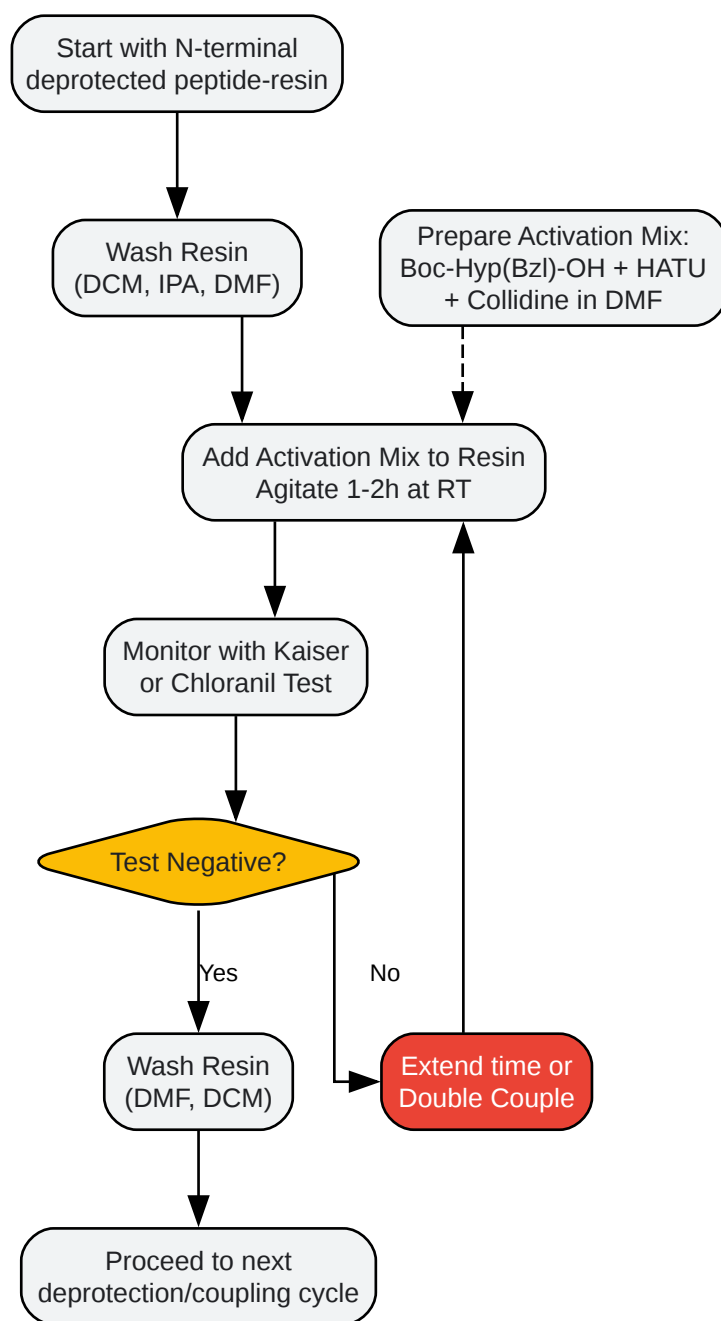 Start with N-terminal
deprotected peptide-resin
Wash Resin
(DCM, IPA, DMF)
Prepare Activation Mix:
Boc-Hyp(Bzl)-OH + HATU
+ Collidine in DMF
Add Activation Mix to Resin
Agitate 1-2h at RT
Monitor with Kaiser
or Chloranil Test
Test Negative?
Yes
No
Wash Resin
(DMF, DCM)
Extend time or
Double Couple
Proceed to next
deprotection/coupling cycle